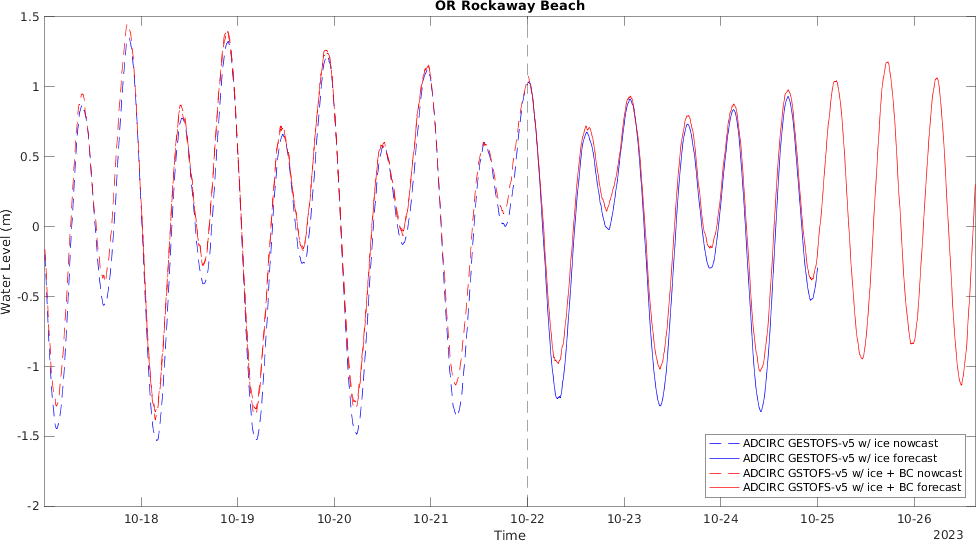 OR Rockaway Beach
1.5
1
0.5
0
-0.5
-1
-1.5
-2
Water Level (m)
ADCIRC GESTOFS-v5 w/ ice nowcast
ADCIRC GESTOFS-v5 w/ ice forecast
ADCIRC GSTOFS-v5 w/ ice + BC nowcast
ADCIRC GSTOFS-v5 w/ ice + BC forecast
10-18 10-19 10-20 10-21 10-22 10-23 10-24 10-25 10-26
Time
2023